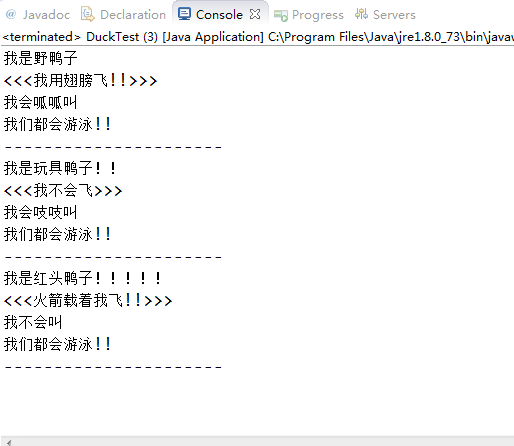 @ Javadoc Declaration Console Progress Servers
<terminated> DuckTest (3) [Java Application] C:\Program Files\Java\jre1.8.0_73\bin\javaw
我是野鸭子
<<<我用翅膀飞!!>>>
我会呱呱叫
我们都会游泳!!
----------------------
我是玩具鸭子！！
<<<我不会飞>>>
我会吱吱叫
我们都会游泳!!
----------------------
我是红头鸭子！！！！！
<<<火箭载着我飞!!>>>
我不会叫
我们都会游泳!!
----------------------